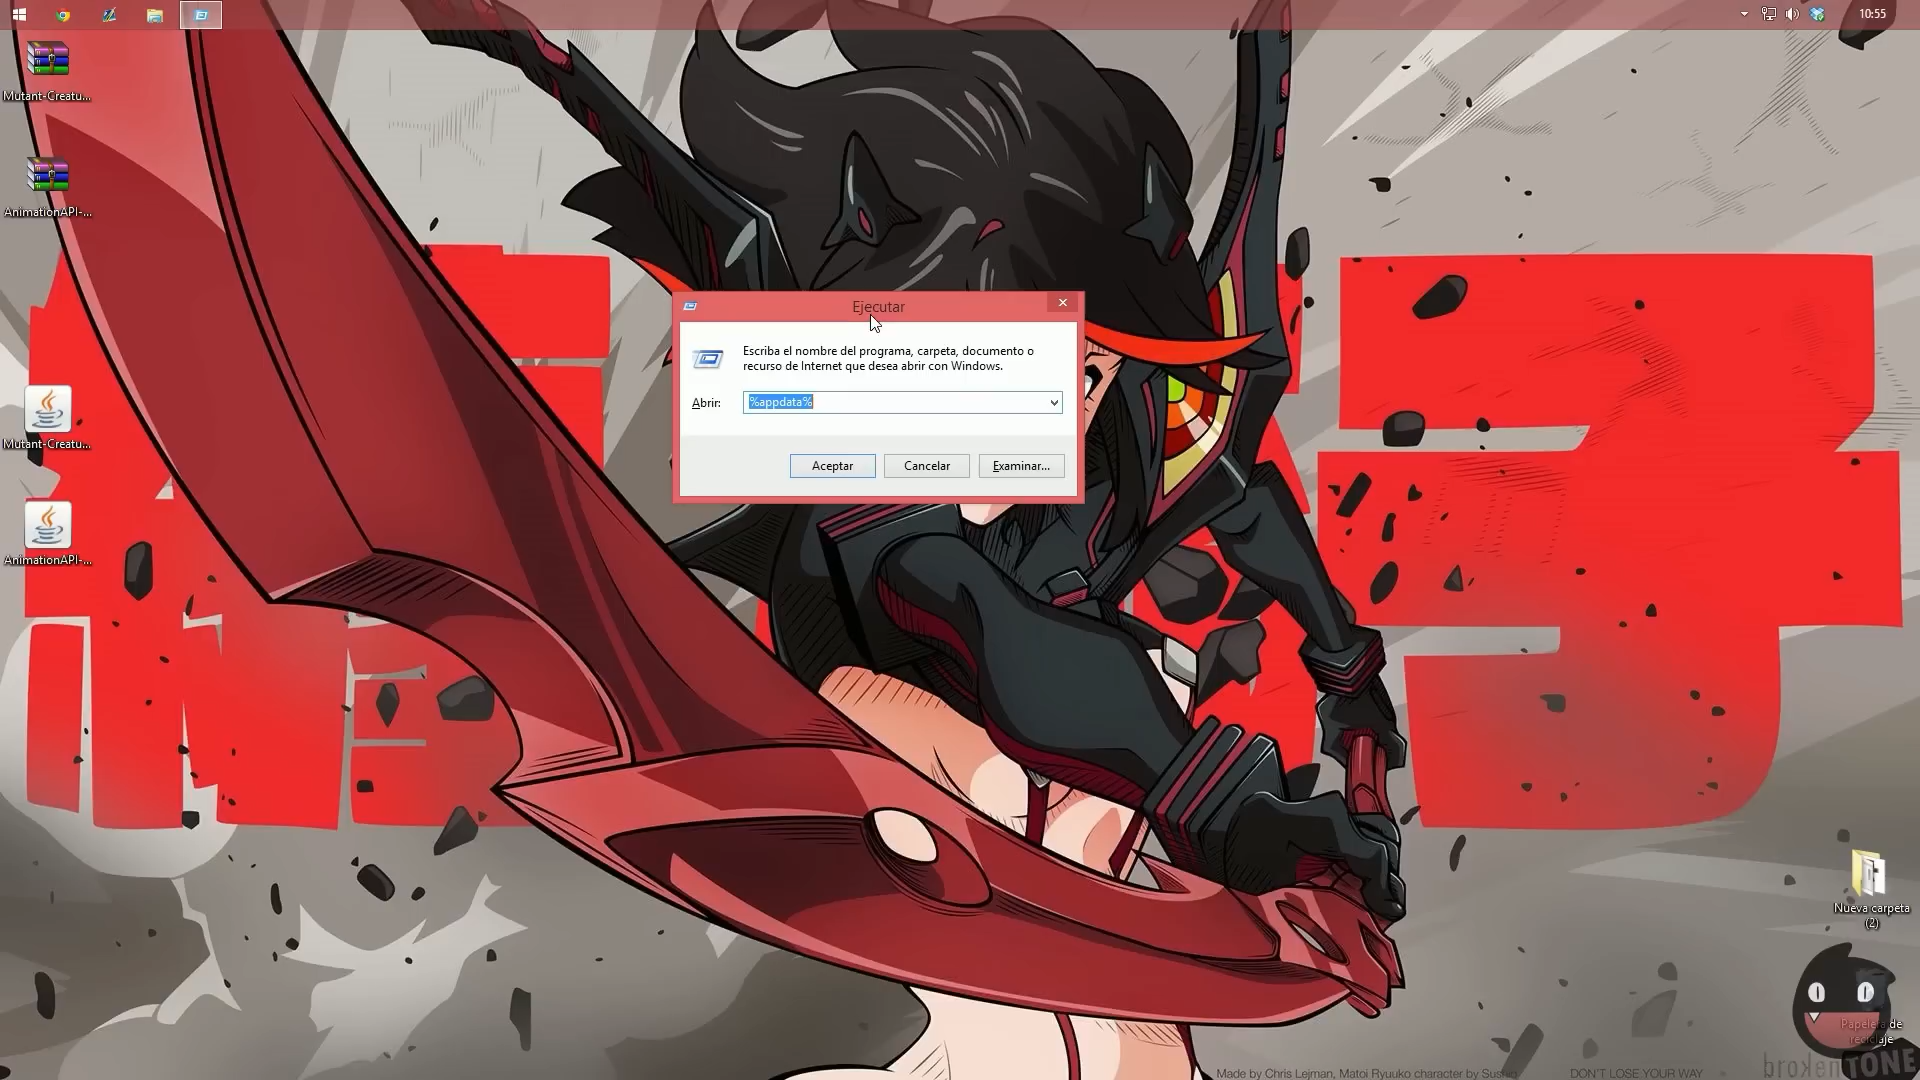 10:55
Mutant-Creatu...
AnimationAPI-...
Ejecutar
Escriba el nombre del programa, carpeta, documento o
recurso de Internet que desea abrir con Windows.
Abrir:
%appdata%
Aceptar
Cancelar
Examinar...
Mutant-Creatu...
AnimationAPI-...
Nueva carpeta
(2)
Papelera de
reciclaje
brokenTONE
Made by Chris Lejman, Matoi Ryuuko character by Sushio
DON'T LOSE YOUR WAY